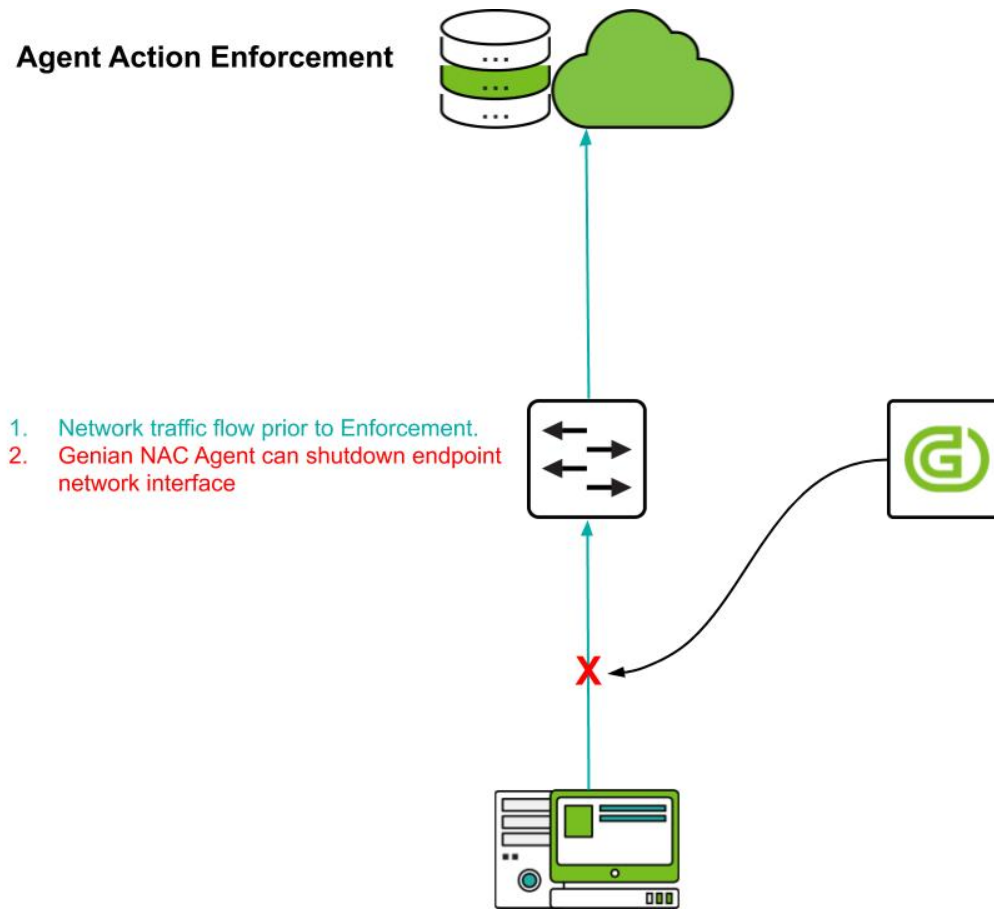 Agent Action Enforcement
1. Network traffic flow prior to Enforcement.
2. Genian NAC Agent can shutdown endpoint
network interface
X
G